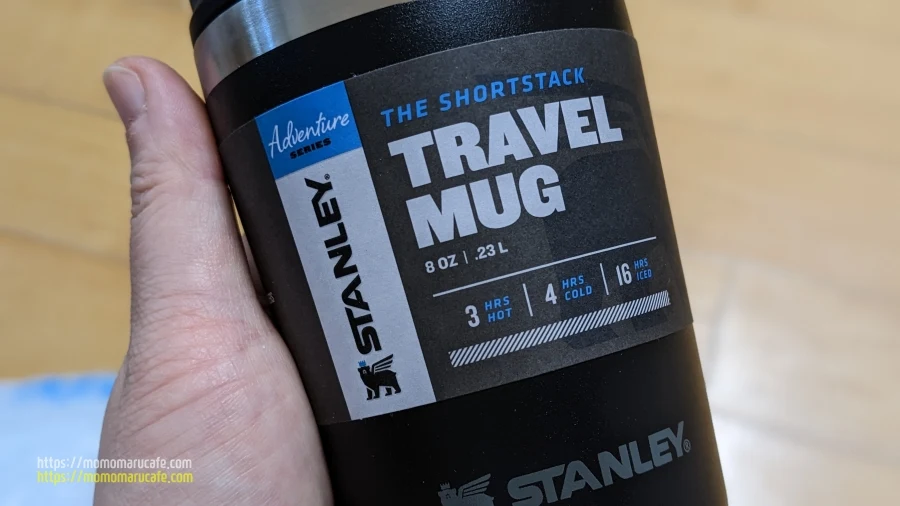 Adventure
SERIES
STANLEY®
THE SHORTSTACK
TRAVEL
MUG
8 OZ | .23 L
3 HRS HOT | 4 HRS COLD | 16 HRS ICED
STANLEY®
https://momomarucafe.com
https://momomarucafe.com